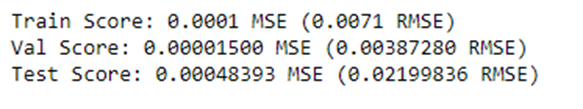 Train Score: 0.0001 MSE (0.0071 RMSE)
Val Score: 0.00001500 MSE (0.00387280 RMSE)
Test Score: 0.00048393 MSE (0.02199836 RMSE)